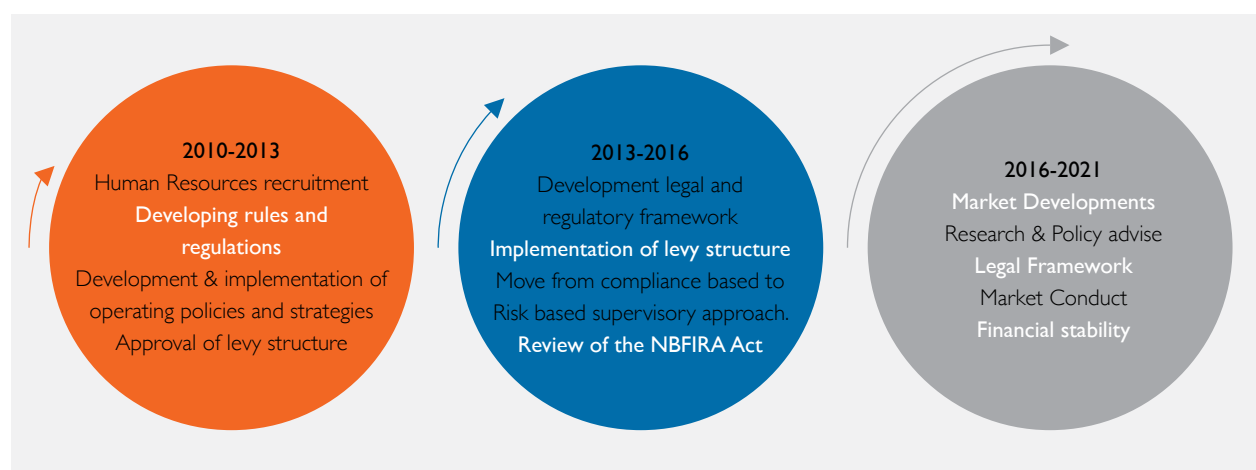 2010-2013
Human Resources recruitment
Developing rules and
regulations
Development & implementation of
operating policies and strategies
Approval of levy structure
2013-2016
Development legal and
regulatory framework
Implementation of levy structure
Move from compliance based to
Risk based supervisory approach.
Review of the NBFIRA Act
2016-2021
Market Developments
Research & Policy advise
Legal Framework
Market Conduct
Financial stability